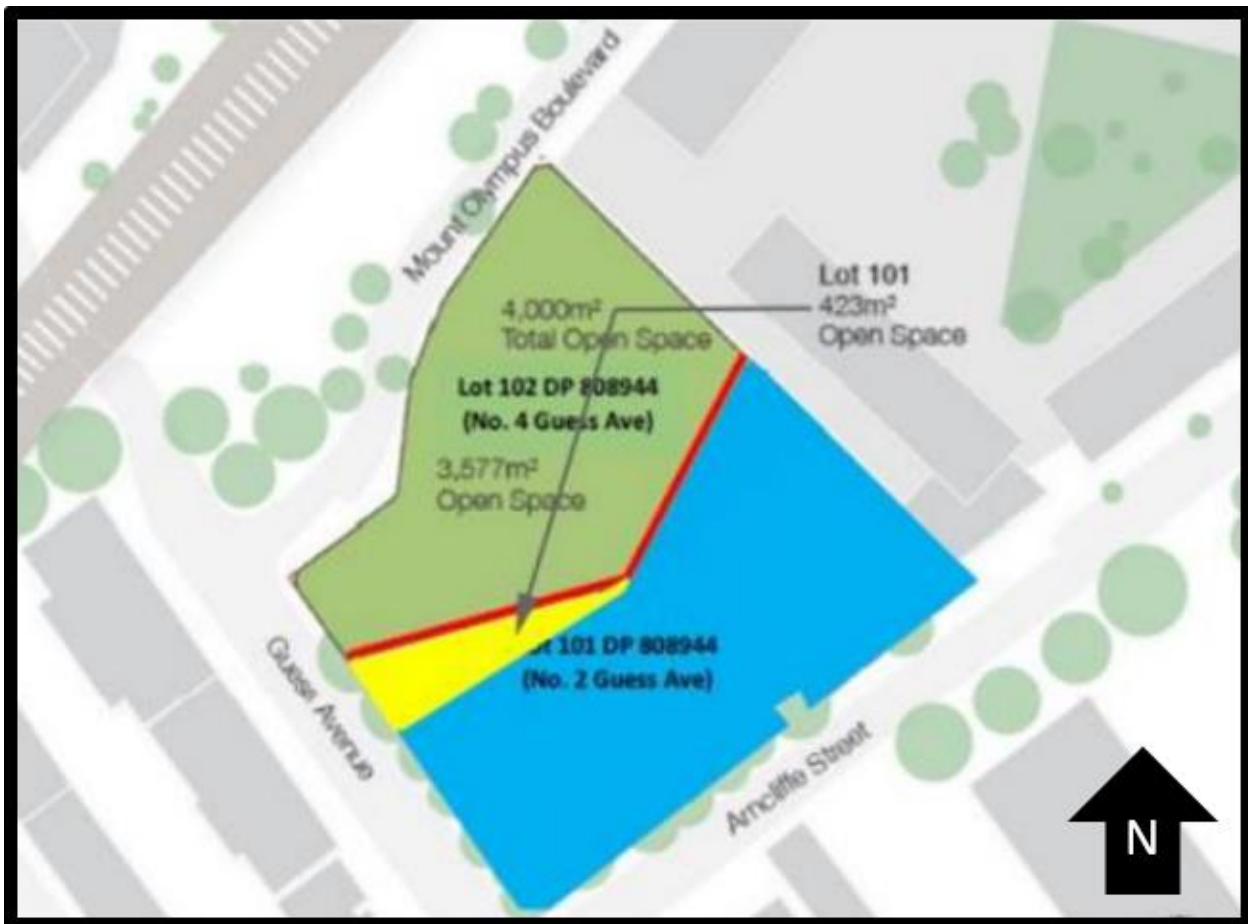 Mount Olympus Boulevard
Lot 101
423m²
Open Space
4,000m²
Total Open Space
Lot 102 DP 808944
(No. 4 Guess Ave)
3,577m²
Open Space
ot 101 DP 808944
(No. 2 Guess Ave)
Guess Avenue
Arncliffe Street
N